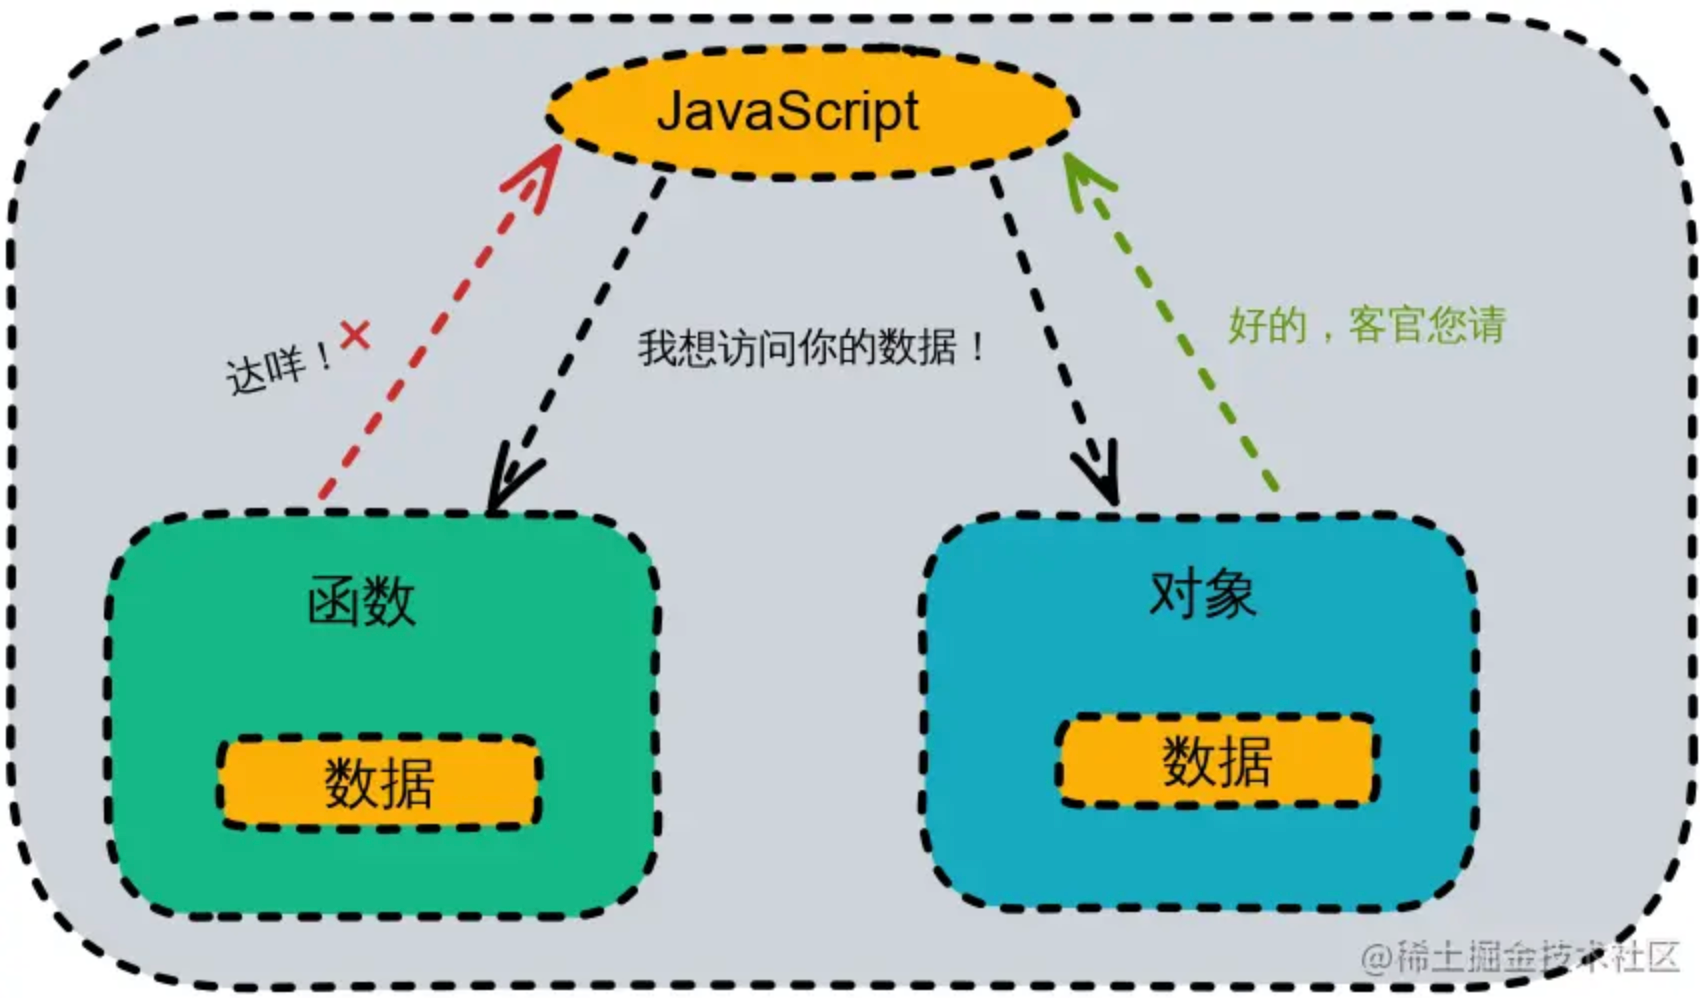 JavaScript
达咩！
我想访问你的数据！
好的，客官您请
函数
对象
数据
数据
@稀土掘金技术社区